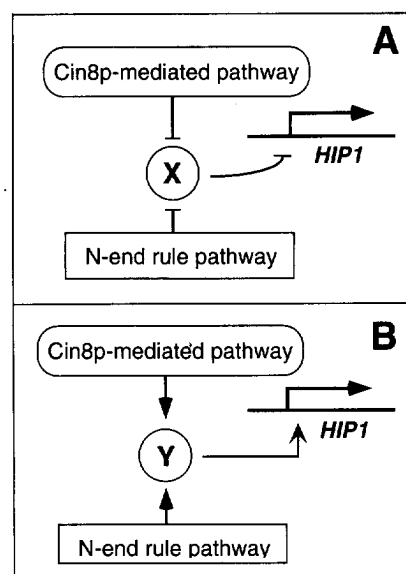 A
Cin8p-mediated pathway
X
HIP1
N-end rule pathway
B
Cin8p-mediated pathway
Y
HIP1
N-end rule pathway